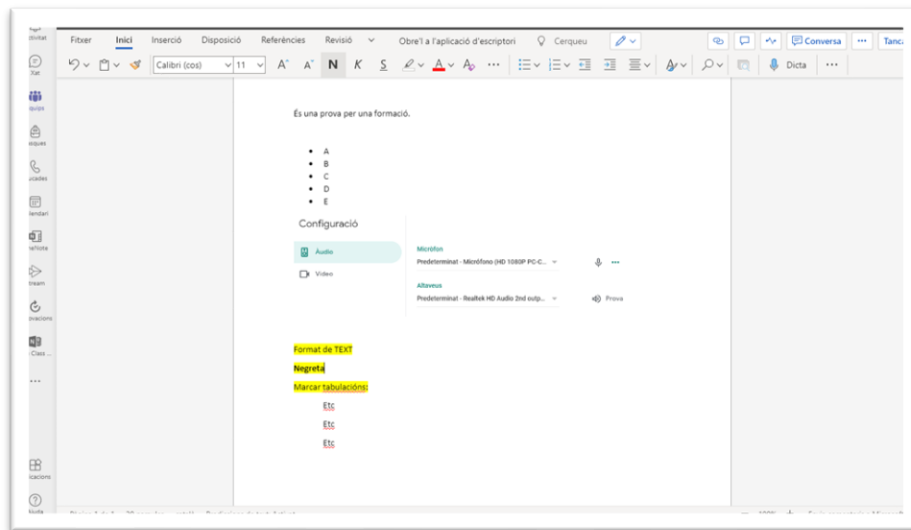 Fitxer Inici Inserció Disposició Referències Revisió Obre'l a l'aplicació d'escriptori Cerqueu Conversa Tanca
Calibri (cos) 11 A A N K S A A Dicta
Xat
És una prova per una formació.
A
B
C
D
E
Configuració
Àudio
Vídeo
Micròfon
Predeterminat - Micrófono (HD 1080P PC-C...
Altaveus
Predeterminat - Realtek HD Audio 2nd outp...
Prova
Format de TEXT
Negreta
Marcar tabulacións:
Etc
Etc
Etc